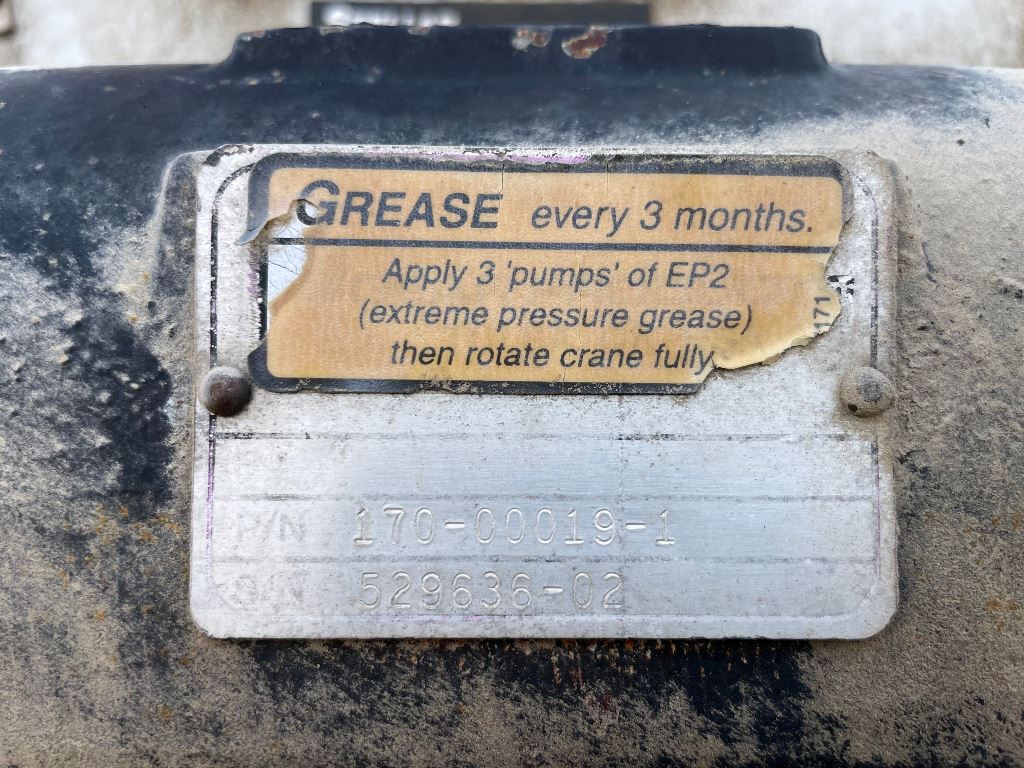 GREASE every 3 months.
Apply 3 'pumps' of EP2
(extreme pressure grease)
then rotate crane fully
171
P/N 170-00019-1
S/N 529636-02